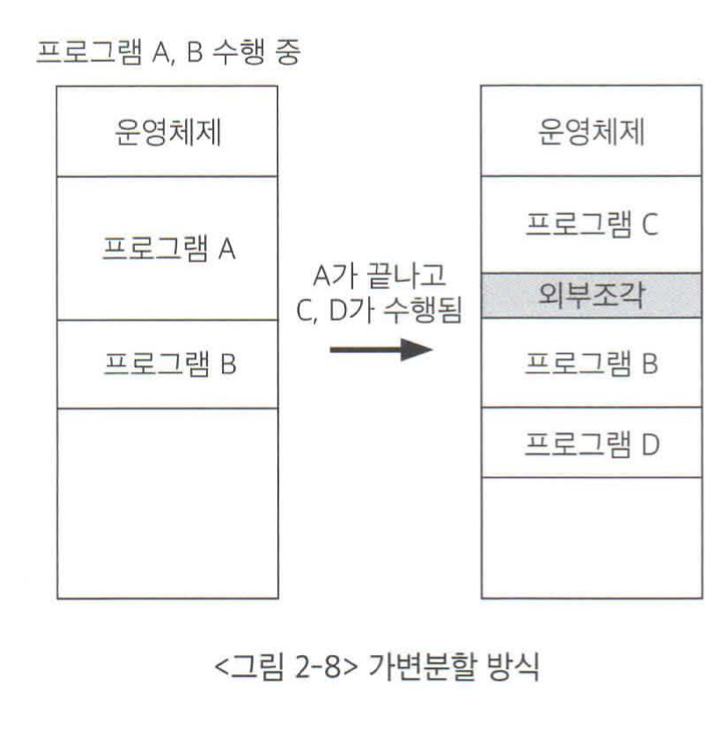 프로그램 A, B 수행 중
운영체제
프로그램 A
프로그램 B
A가 끝나고
C, D가 수행됨
운영체제
프로그램 C
외부조각
프로그램 B
프로그램 D
<그림 2-8> 가변분할 방식